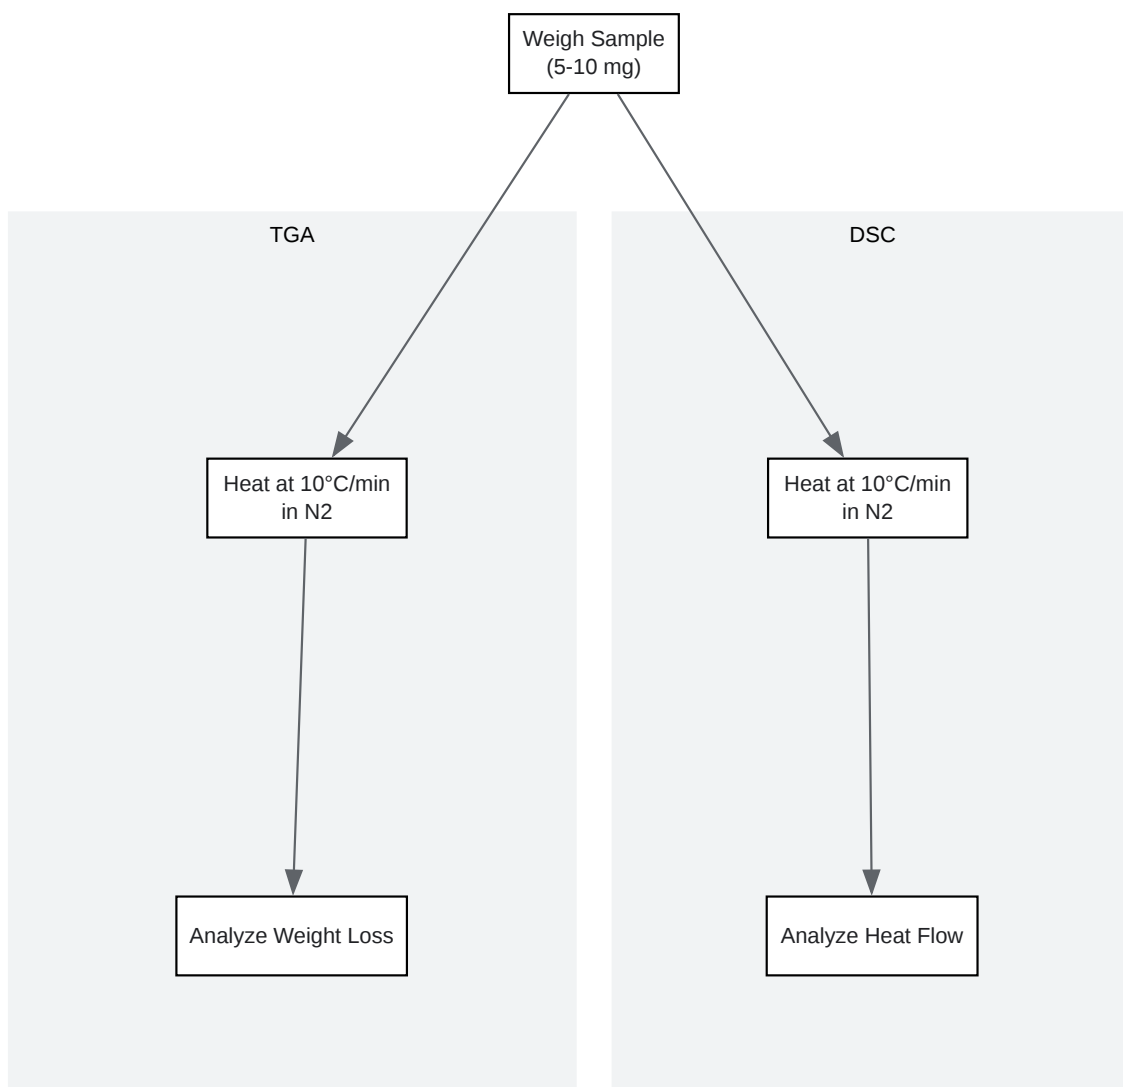 Weigh Sample
(5-10 mg)
TGA
DSC
Heat at 10°C/min
in N2
Heat at 10°C/min
in N2
Analyze Weight Loss
Analyze Heat Flow